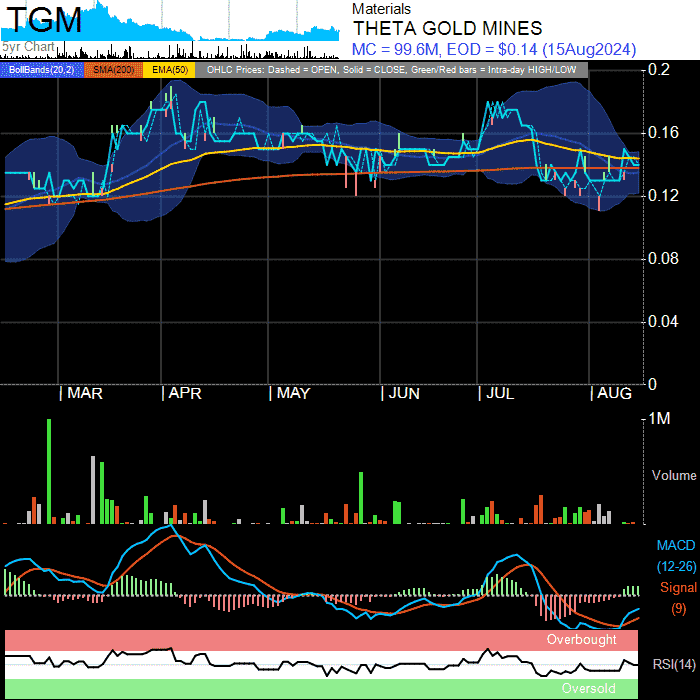 TGM
5yr Chart
Materials
THETA GOLD MINES
MC = 99.6M, EOD = $0.14 (15Aug2024)
BollBands(20,2) SMA(200) EMA(50) OHLC Prices: Dashed = OPEN, Solid = CLOSE, Green/Red bars = Intra-day HIGH/LOW
0.2
0.16
0.12
0.08
0.04
0
MAR APR MAY JUN JUL AUG
1M
Volume
MACD
(12-26)
Signal
(9)
Overbought
RSI(14)
Oversold